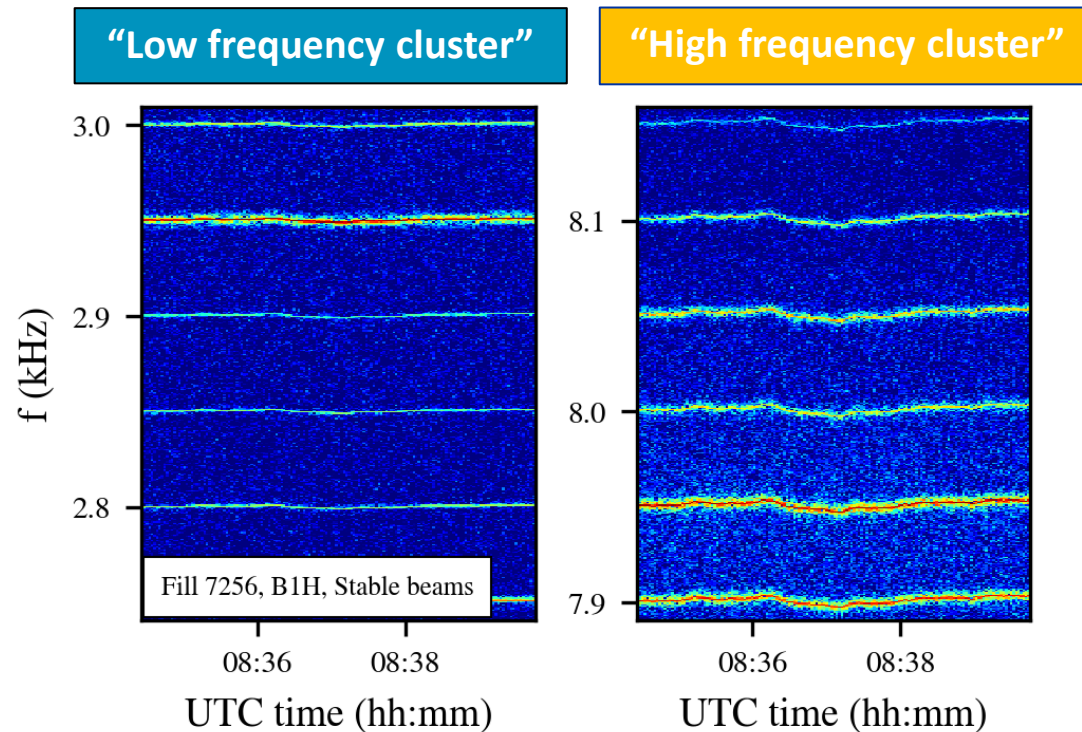 “Low frequency cluster”
“High frequency cluster”
3.0
2.9
2.8
f (kHz)
Fill 7256, B1H, Stable beams
08:36
08:38
UTC time (hh:mm)
8.1
8.0
7.9
08:36
08:38
UTC time (hh:mm)